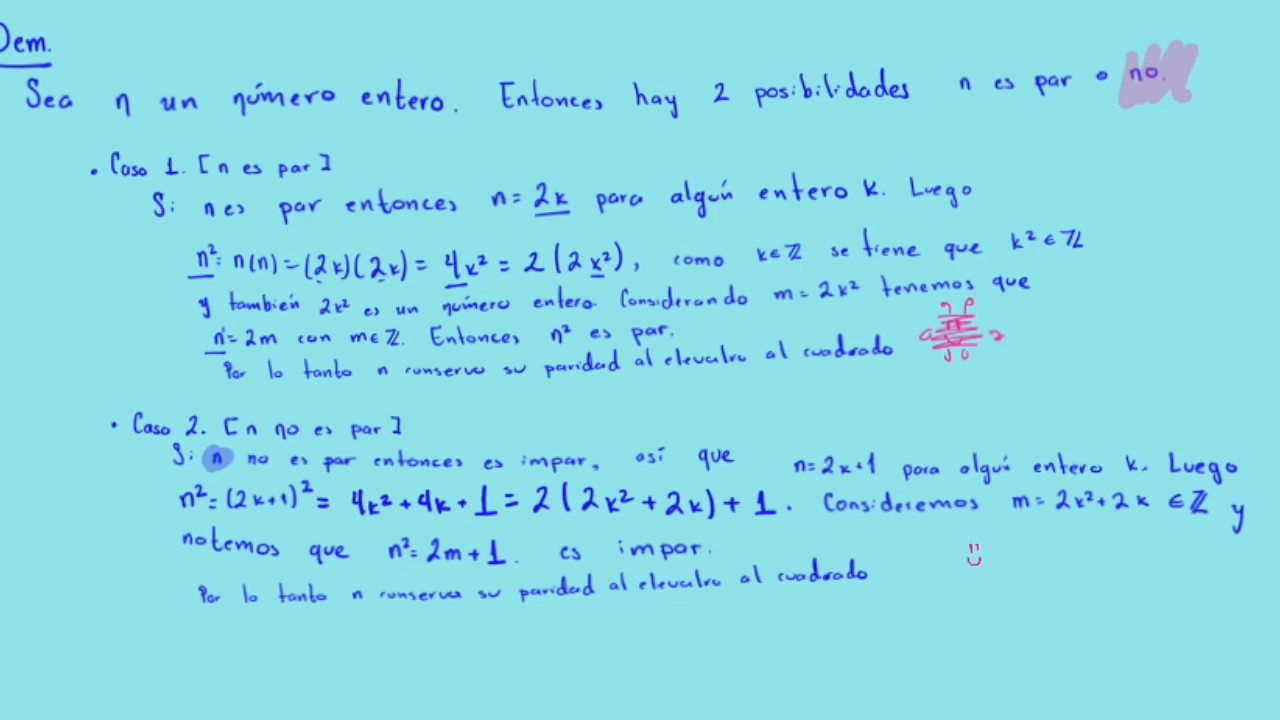 Dem.
Sea n un número entero. Entonces hay 2 posibilidades n es par o no.
• Caso 1. [n es par]
Si n es par entonces n = 2k para algún entero k. Luego
n² = n(n) = (2k)(2k) = 4k² = 2(2k²), como k∈ℤ se tiene que k²∈ℤ
y también 2k² es un número entero. Considerando m = 2k² tenemos que
n² = 2m con m∈ℤ. Entonces n² es par.
Por lo tanto n conserva su paridad al elevarlo al cuadrado
• Caso 2. [n no es par]
Si n no es par entonces es impar, así que n = 2k+1 para algún entero k. Luego
n² = (2k+1)² = 4k² + 4k + 1 = 2(2k² + 2k) + 1. Consideremos m = 2k² + 2k ∈ ℤ y
notemos que n² = 2m + 1. es impar.
Por lo tanto n conserva su paridad al elevarlo al cuadrado